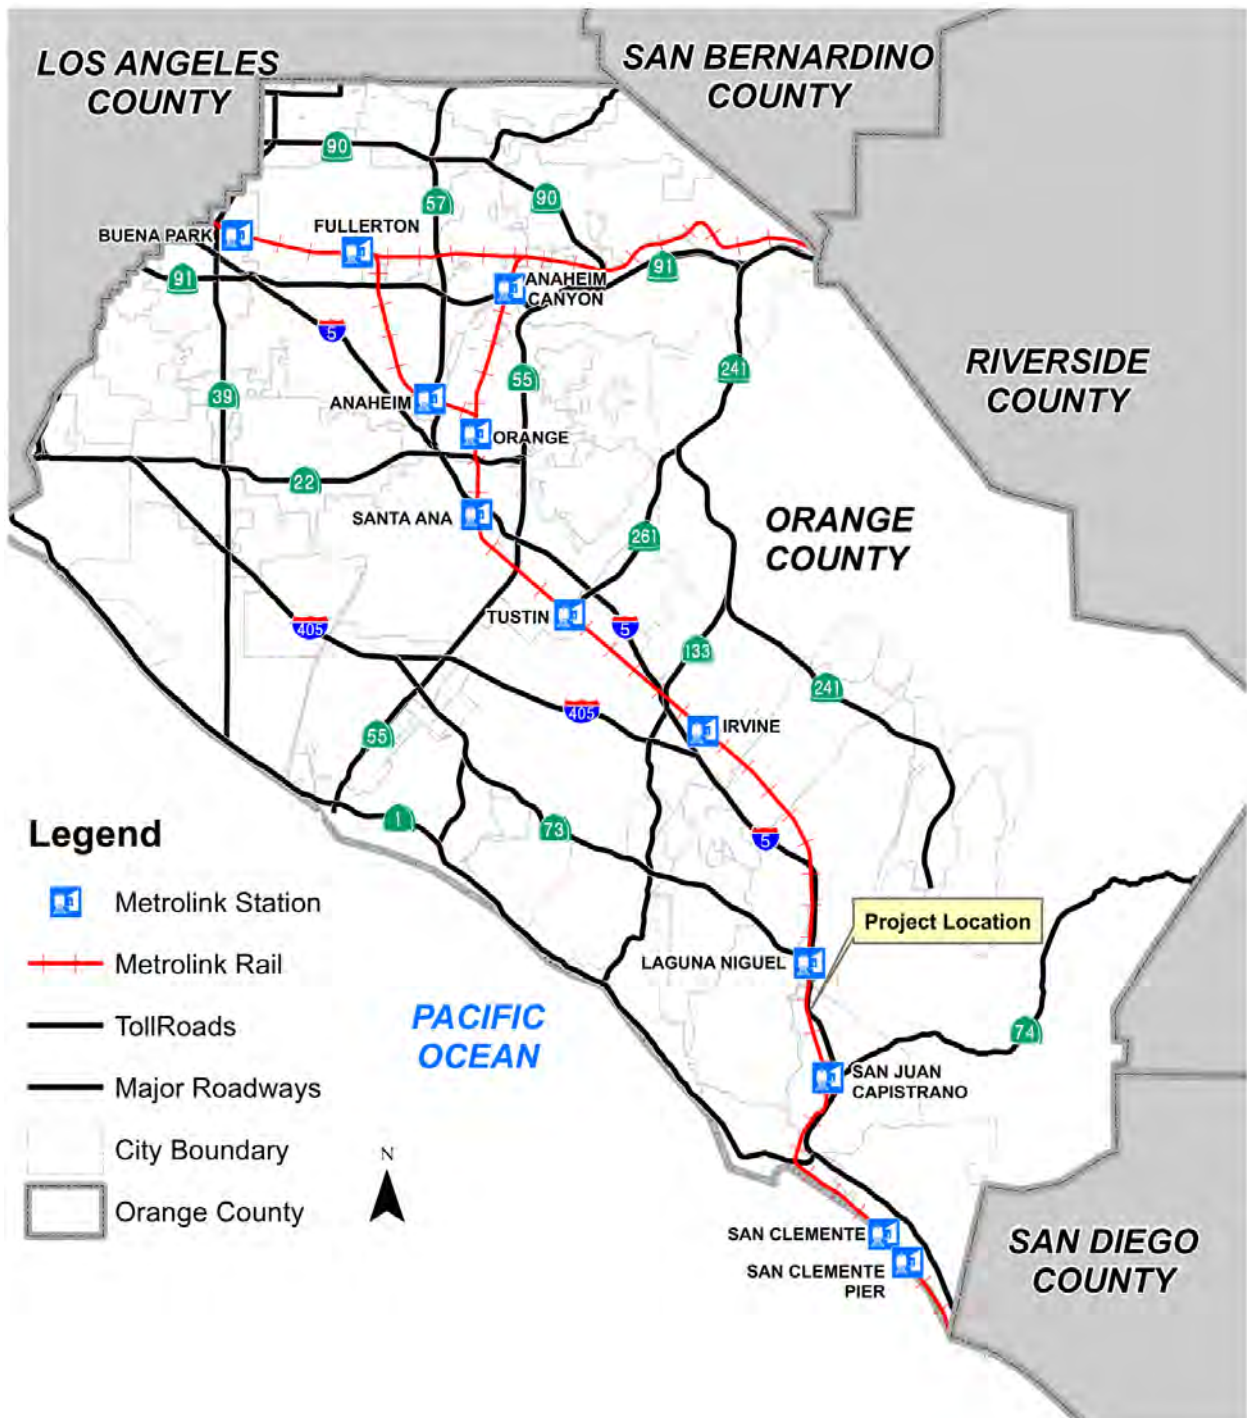 LOS ANGELES
COUNTY
SAN BERNARDINO
COUNTY
90
57
90
BUENA PARK
FULLERTON
91
91
ANAHEIM
CANYON
5
RIVERSIDE
COUNTY
39
ANAHEIM
55
241
ORANGE
22
SANTA ANA
261
ORANGE
COUNTY
TUSTIN
405
5
133
241
405
IRVINE
55
1
73
5
Legend
Metrolink Station
Metrolink Rail
TollRoads
Major Roadways
City Boundary
Orange County
N
Project Location
LAGUNA NIGUEL
PACIFIC
OCEAN
74
SAN JUAN
CAPISTRANO
SAN CLEMENTE
SAN CLEMENTE
PIER
SAN DIEGO
COUNTY